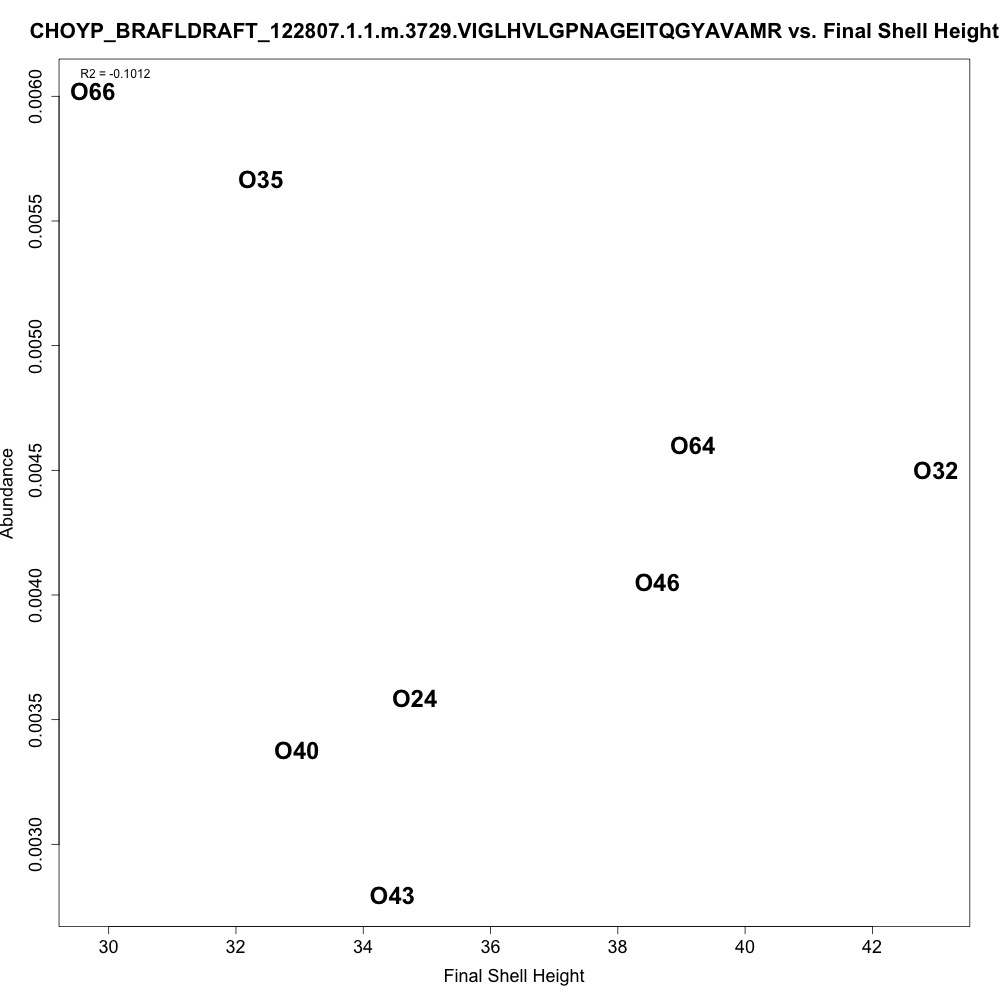 CHOYP_BRAFLDRAFT_122807.1.1.m.3729.VIGLHVLGPNAGEITQGYAVAMR vs. Final Shell Height
R2 = -0.1012
O66
O35
O64
O32
O46
O24
O40
O43
0.0060
0.0055
0.0050
0.0045
0.0040
0.0035
0.0030
Abundance
30 32 34 36 38 40 42
Final Shell Height